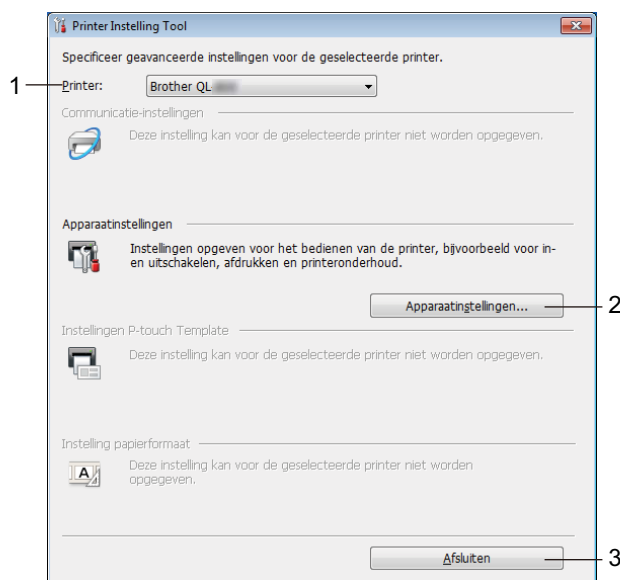 Printer Instelling Tool
Specificeer geavanceerde instellingen voor de geselecteerde printer.
1
Printer: Brother QL-
Communicatie-instellingen
Deze instelling kan voor de geselecteerde printer niet worden opgegeven.
Apparaatinstellingen
Instellingen opgeven voor het bedienen van de printer, bijvoorbeeld voor in-
en uitschakelen, afdrukken en printeronderhoud.
Apparaatinstellingen...
2
Instellingen P-touch Template
Deze instelling kan voor de geselecteerde printer niet worden opgegeven.
Instelling papierformaat
Deze instelling kan voor de geselecteerde printer niet worden
opgegeven.
Afsluiten
3